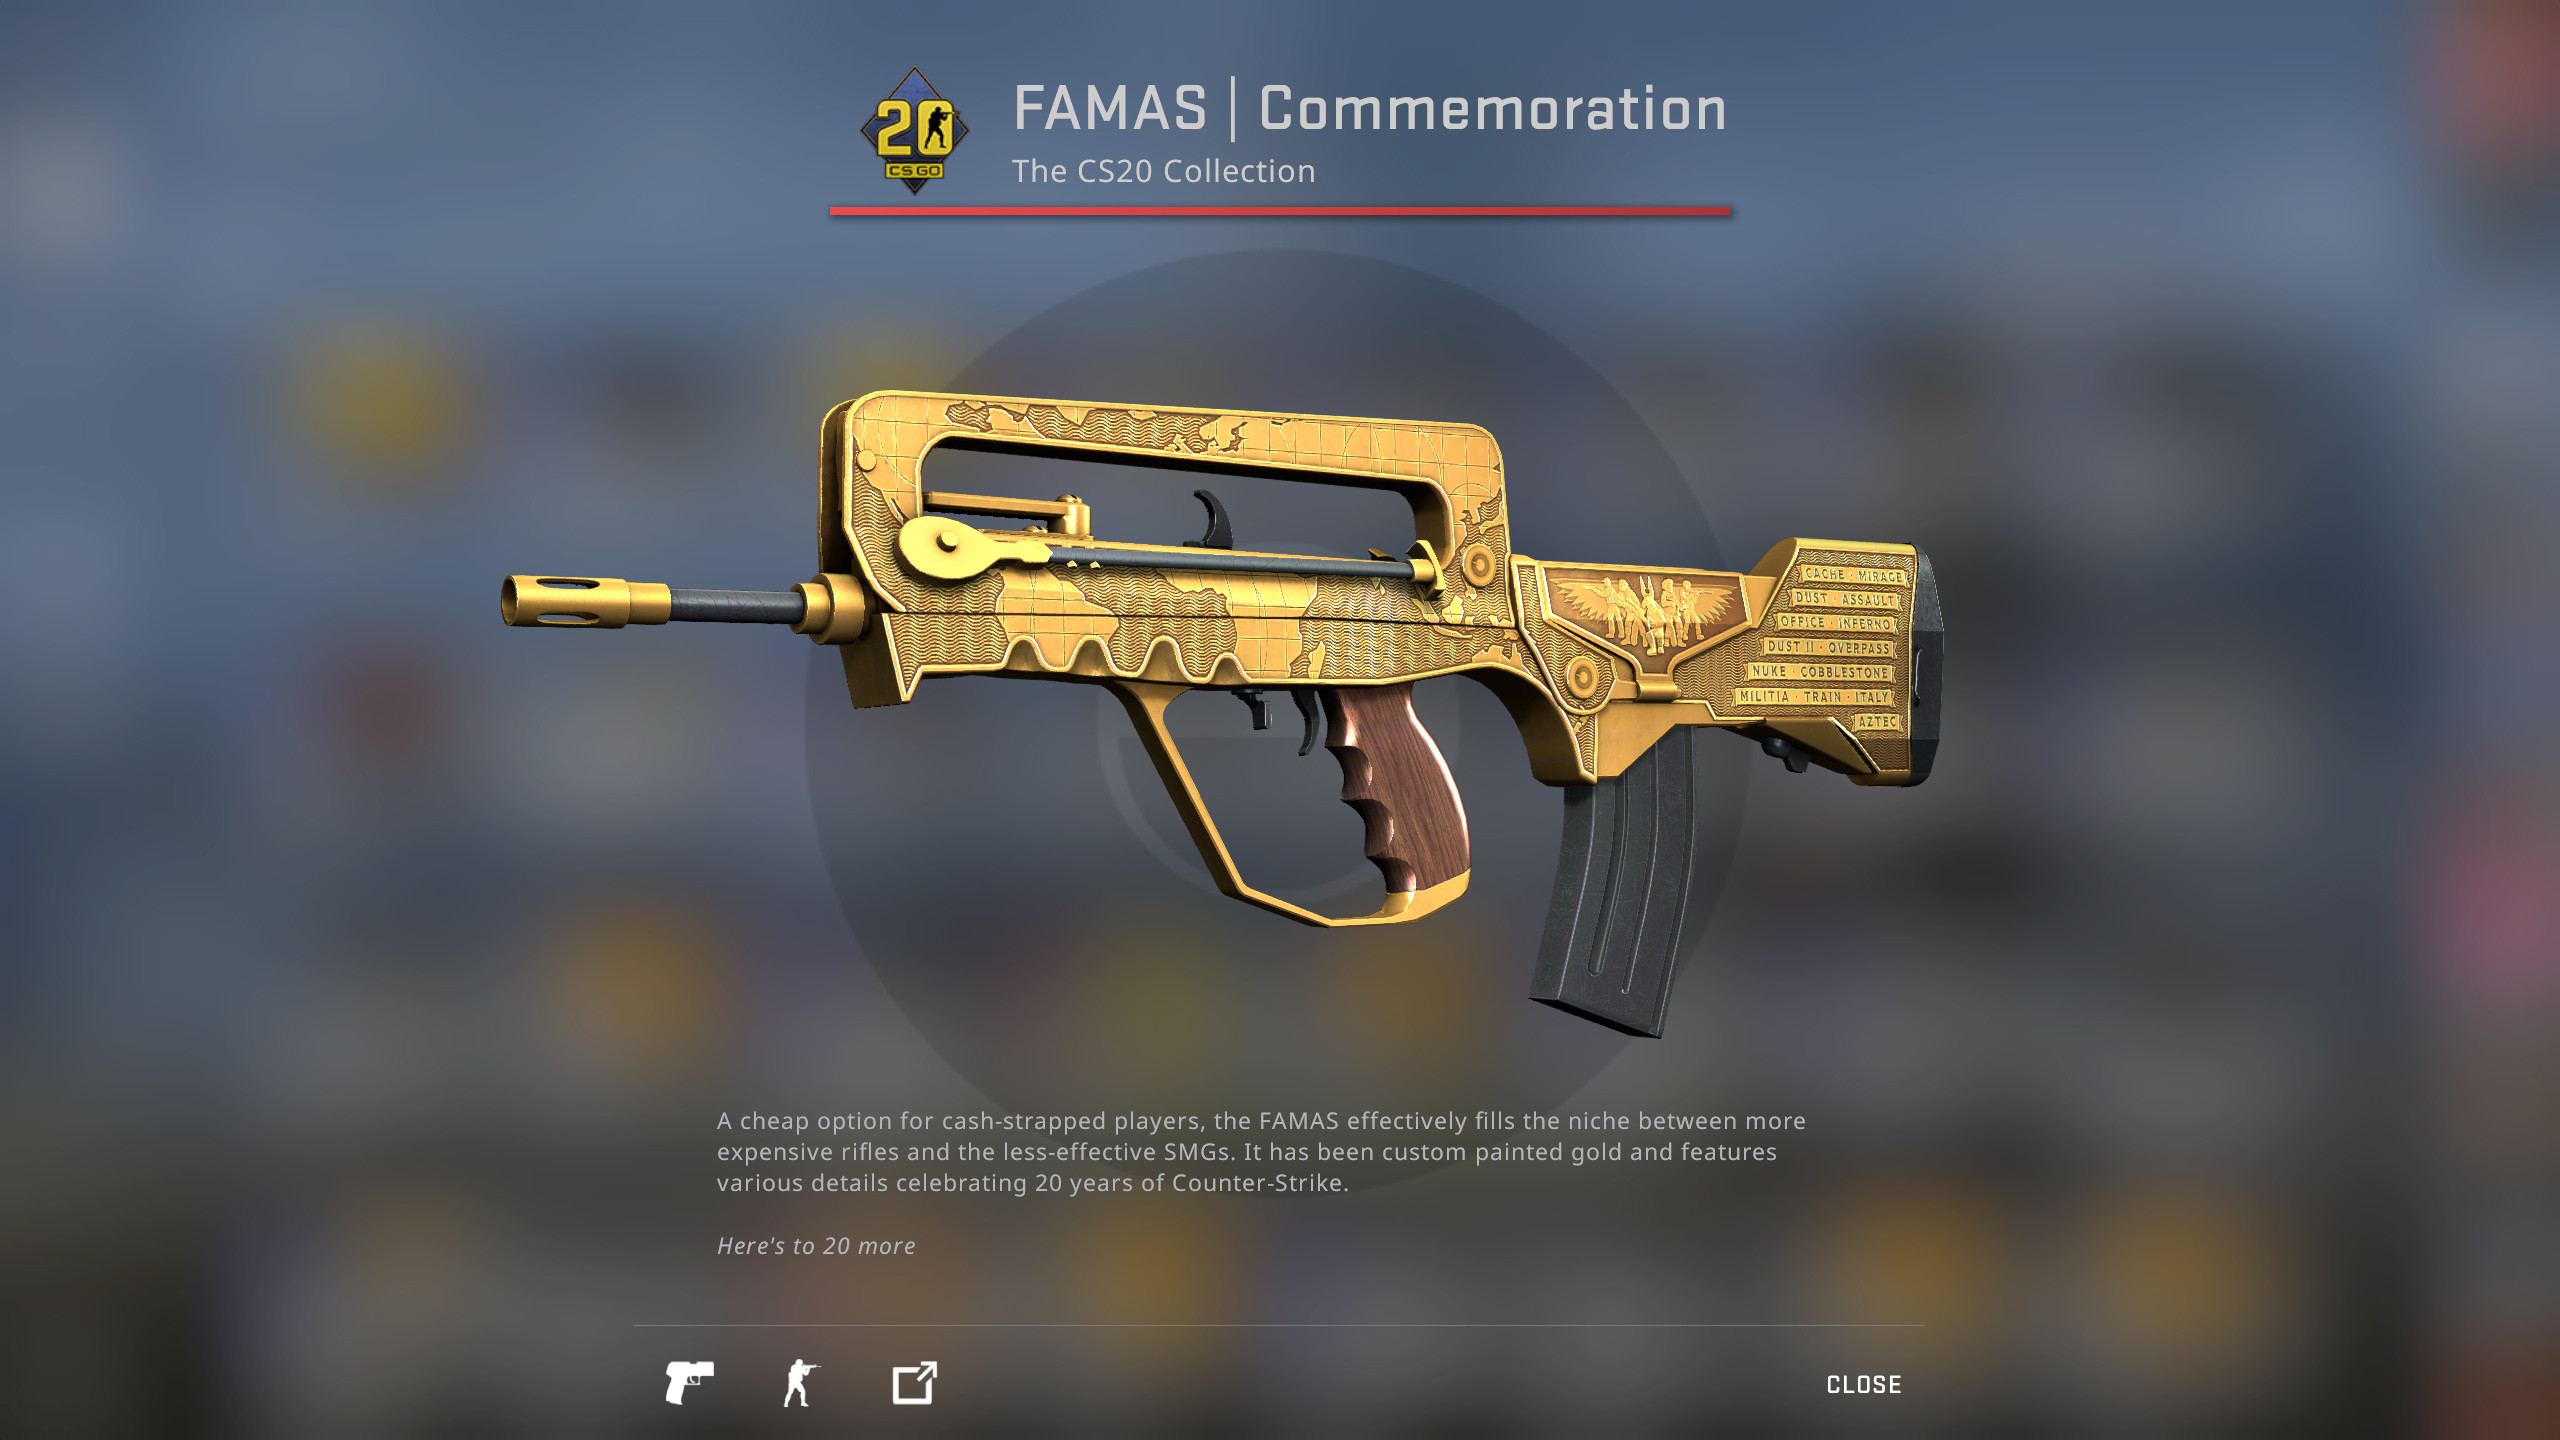 20
CS GO
FAMAS | Commemoration
The CS20 Collection
CACHE · MIRAGE
DUST · ASSAULT
OFFICE · INFERNO
DUST II · OVERPASS
NUKE · COBBLESTONE
MILITIA · TRAIN · ITALY
AZTEC
A cheap option for cash-strapped players, the FAMAS effectively fills the niche between more
expensive rifles and the less-effective SMGs. It has been custom painted gold and features
various details celebrating 20 years of Counter-Strike.
Here's to 20 more
CLOSE